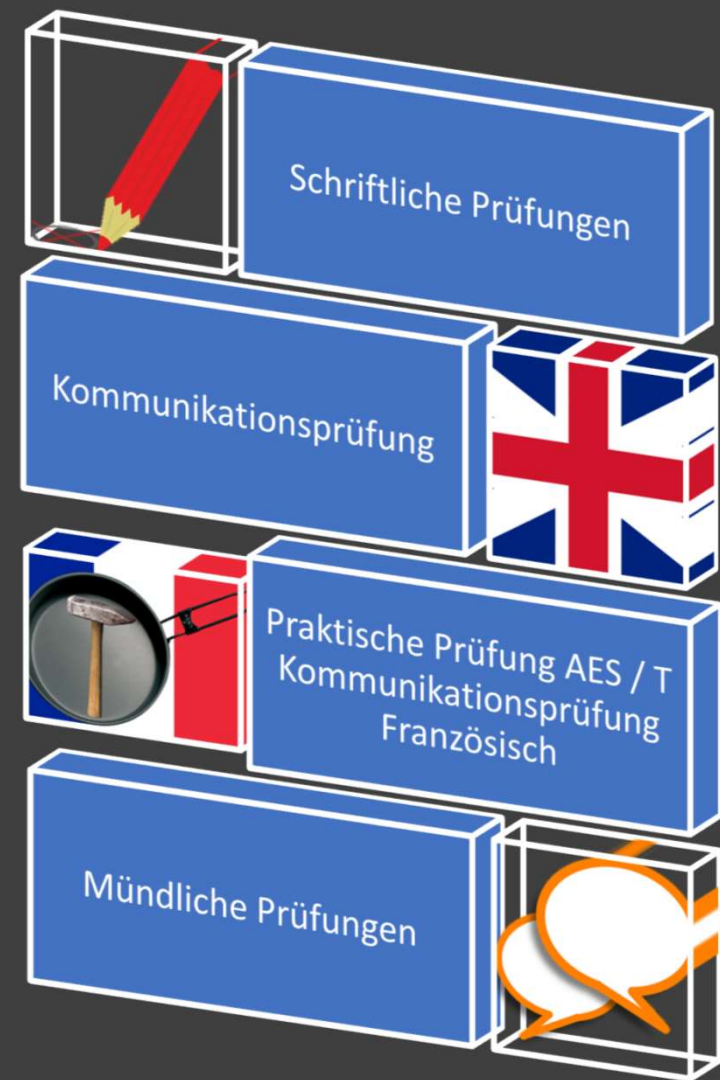 Schriftliche Prüfungen
Kommunikationsprüfung
Praktische Prüfung AES / T
Kommunikationsprüfung
Französisch
Mündliche Prüfungen